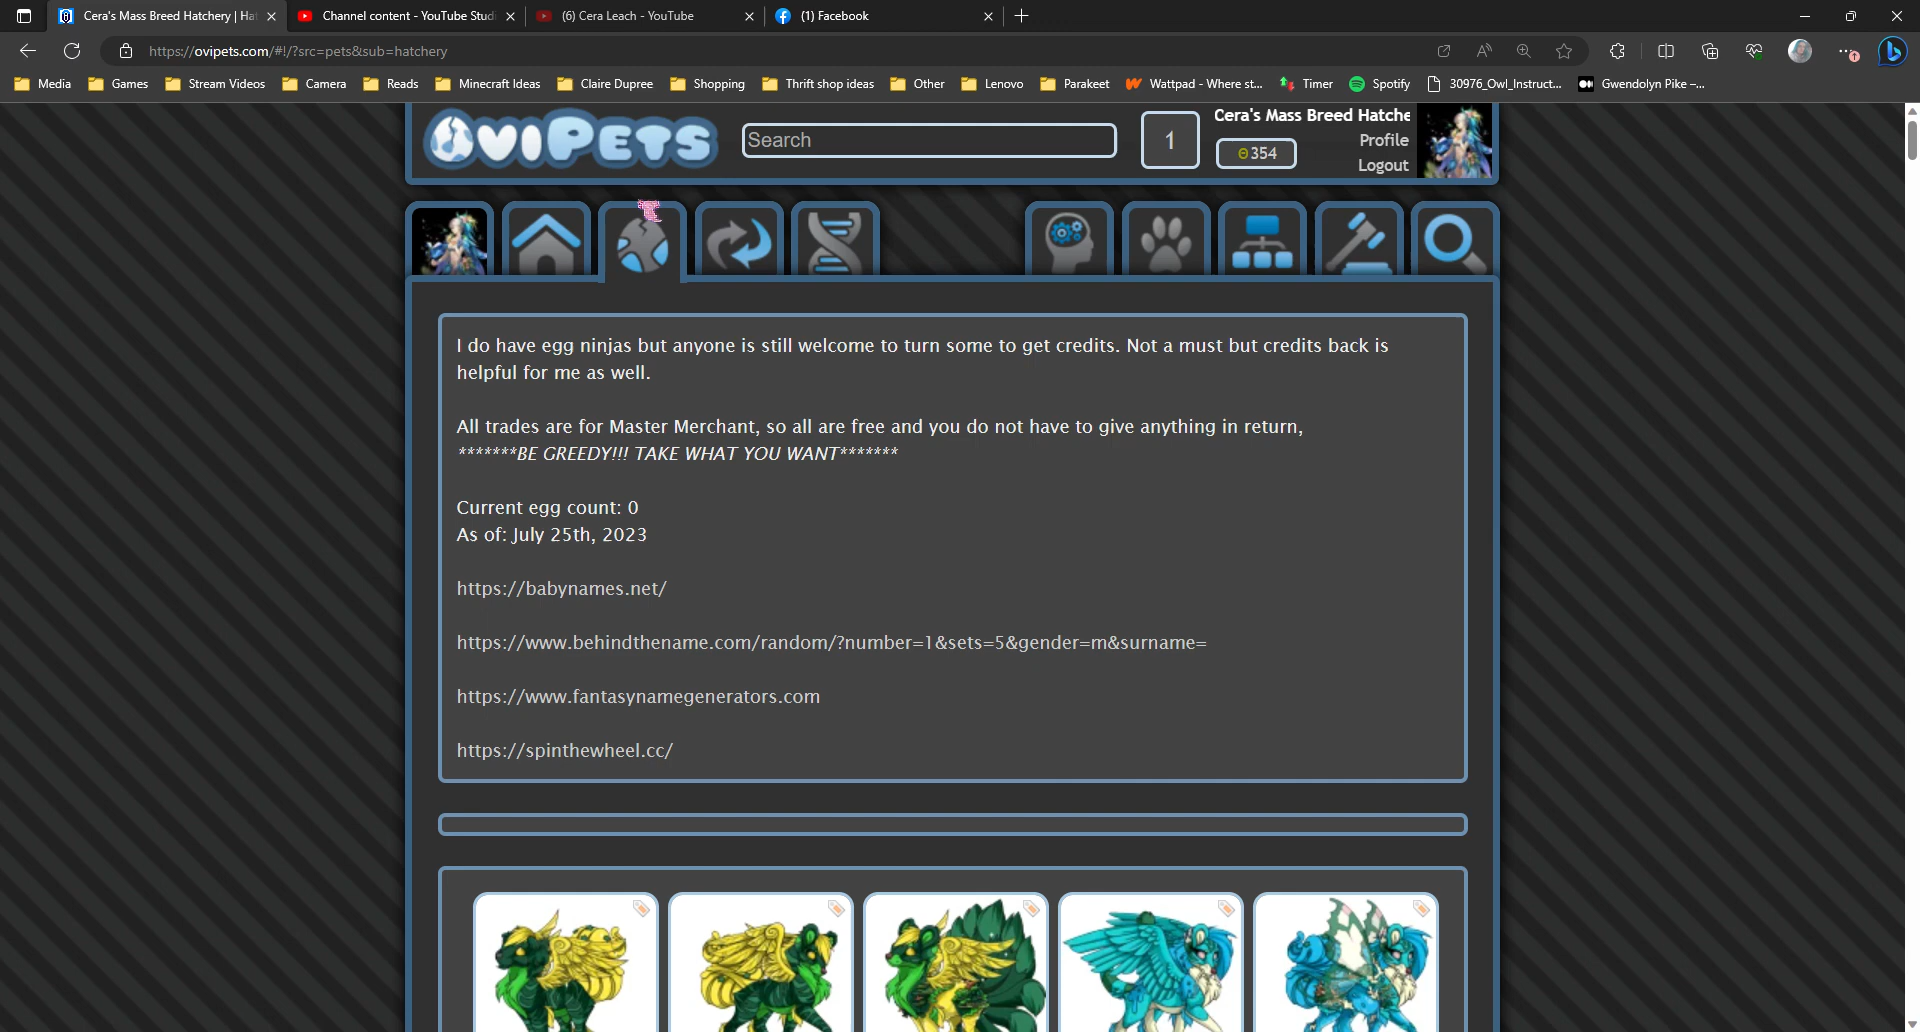 Cera's Mass Breed Hatchery | Hat
Channel content - YouTube Studi
(6) Cera Leach - YouTube
(1) Facebook
https://ovipets.com/#!/?src=pets&sub=hatchery
Media
Games
Stream Videos
Camera
Reads
Minecraft Ideas
Claire Dupree
Shopping
Thrift shop ideas
Other
Lenovo
Parakeet
Wattpad - Where st...
Timer
Spotify
30976_Owl_Instruct...
Gwendolyn Pike –...
OviPets
Search
1
Cera's Mass Breed Hatche
354
Profile
Logout
I do have egg ninjas but anyone is still welcome to turn some to get credits. Not a must but credits back is
helpful for me as well.
All trades are for Master Merchant, so all are free and you do not have to give anything in return,
*******BE GREEDY!!! TAKE WHAT YOU WANT*******
Current egg count: 0
As of: July 25th, 2023
https://babynames.net/
https://www.behindthename.com/random/?number=1&sets=5&gender=m&surname=
https://www.fantasynamegenerators.com
https://spinthewheel.cc/